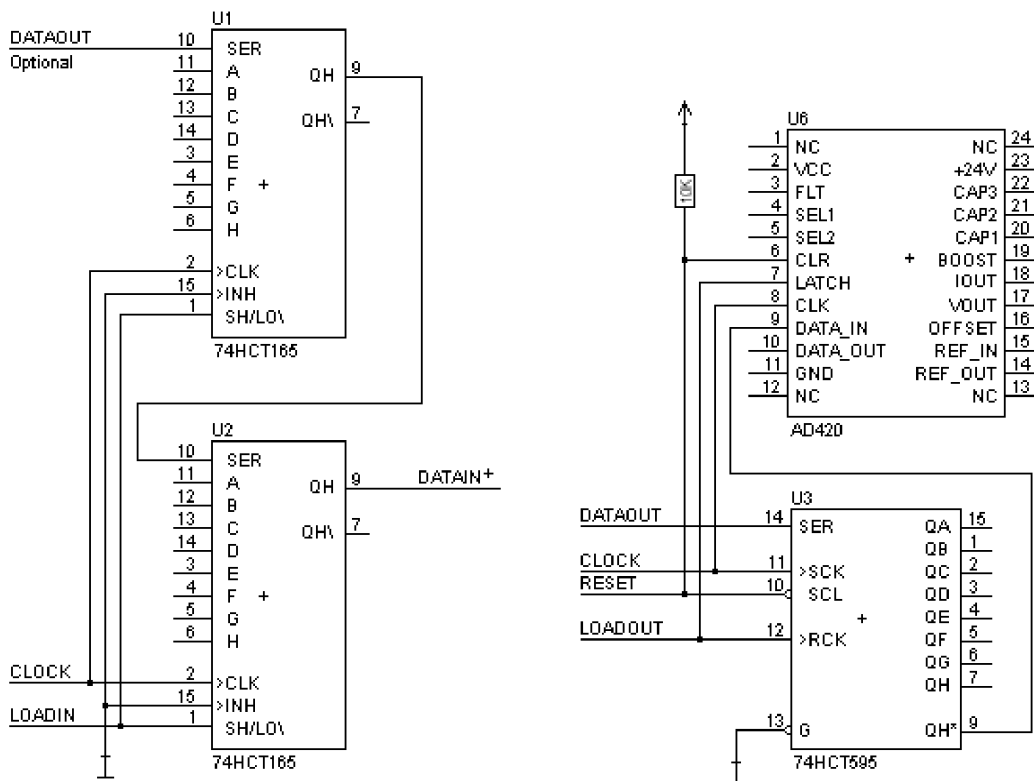 U1
DATAOUT
Optional
10 SER
11 A
12 B
13 C
14 D
3 E
4 F +
5 G
6 H
2 >CLK
15 >INH
1 SH/LO\
QH 9
QH\ 7
74HCT165
U2
10 SER
11 A
12 B
13 C
14 D
3 E
4 F +
5 G
6 H
2 >CLK
15 >INH
1 SH/LO\
QH 9
QH\ 7
DATAIN+
CLOCK
LOADIN
74HCT165
10K
U6
1 NC
2 VCC
3 FLT
4 SEL1
5 SEL2
6 CLR
7 LATCH
8 CLK
9 DATA_IN
10 DATA_OUT
11 GND
12 NC
+
NC 24
+24V 23
CAP3 22
CAP2 21
CAP1 20
BOOST 19
IOUT 18
VOUT 17
OFFSET 16
REF_IN 15
REF_OUT 14
NC 13
AD420
U3
DATAOUT
CLOCK
RESET
LOADOUT
14 SER
11 >SCK
10 SCL
12 >RCK
13 G
+
QA 15
QB 1
QC 2
QD 3
QE 4
QF 5
QG 6
QH 7
QH* 9
74HCT595